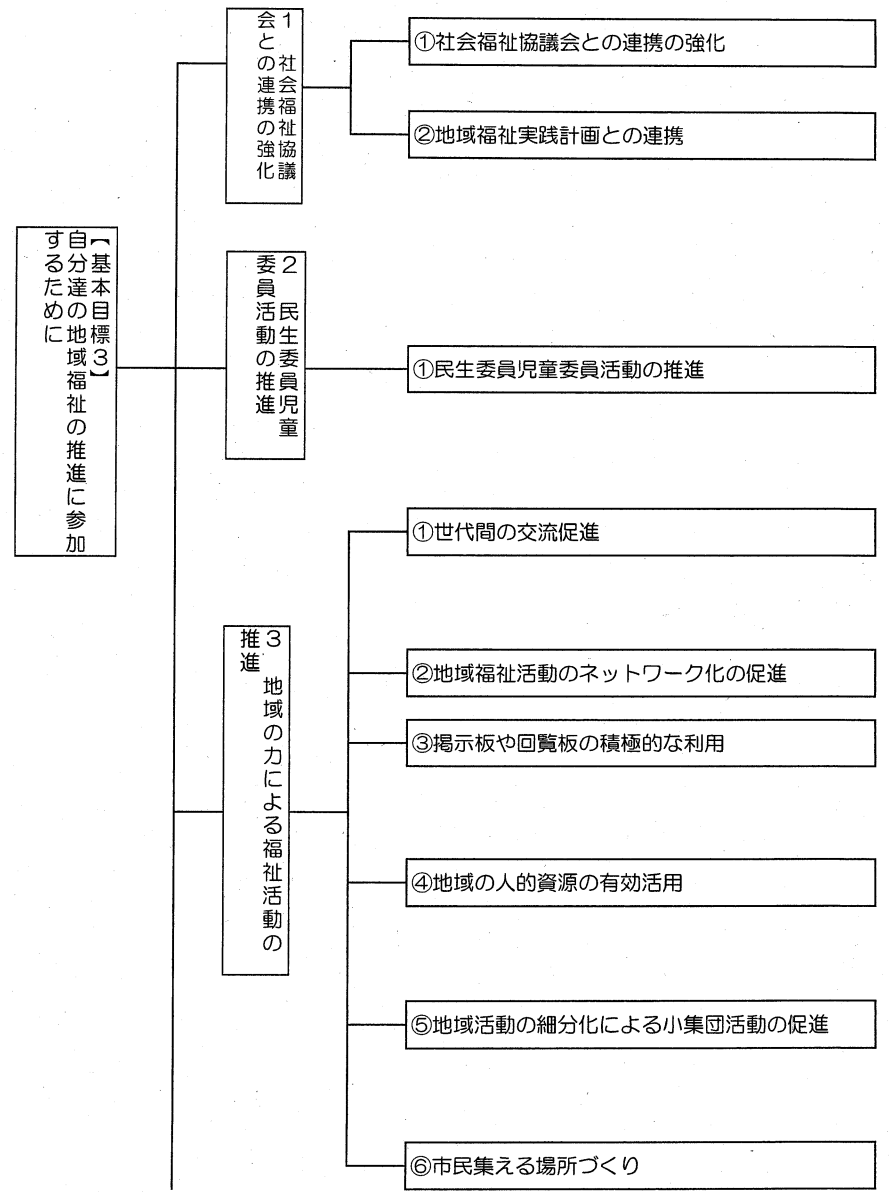 【基本目標３】
自分達の地域福祉の推進に参加
するために
１　社会福祉協議
会との連携の強化
①社会福祉協議会との連携の強化
②地域福祉実践計画との連携
２　民生委員児童
委員活動の推進
①民生委員児童委員活動の推進
３　地域の力による福祉活動の
推進
①世代間の交流促進
②地域福祉活動のネットワーク化の促進
③掲示板や回覧板の積極的な利用
④地域の人的資源の有効活用
⑤地域活動の細分化による小集団活動の促進
⑥市民集える場所づくり